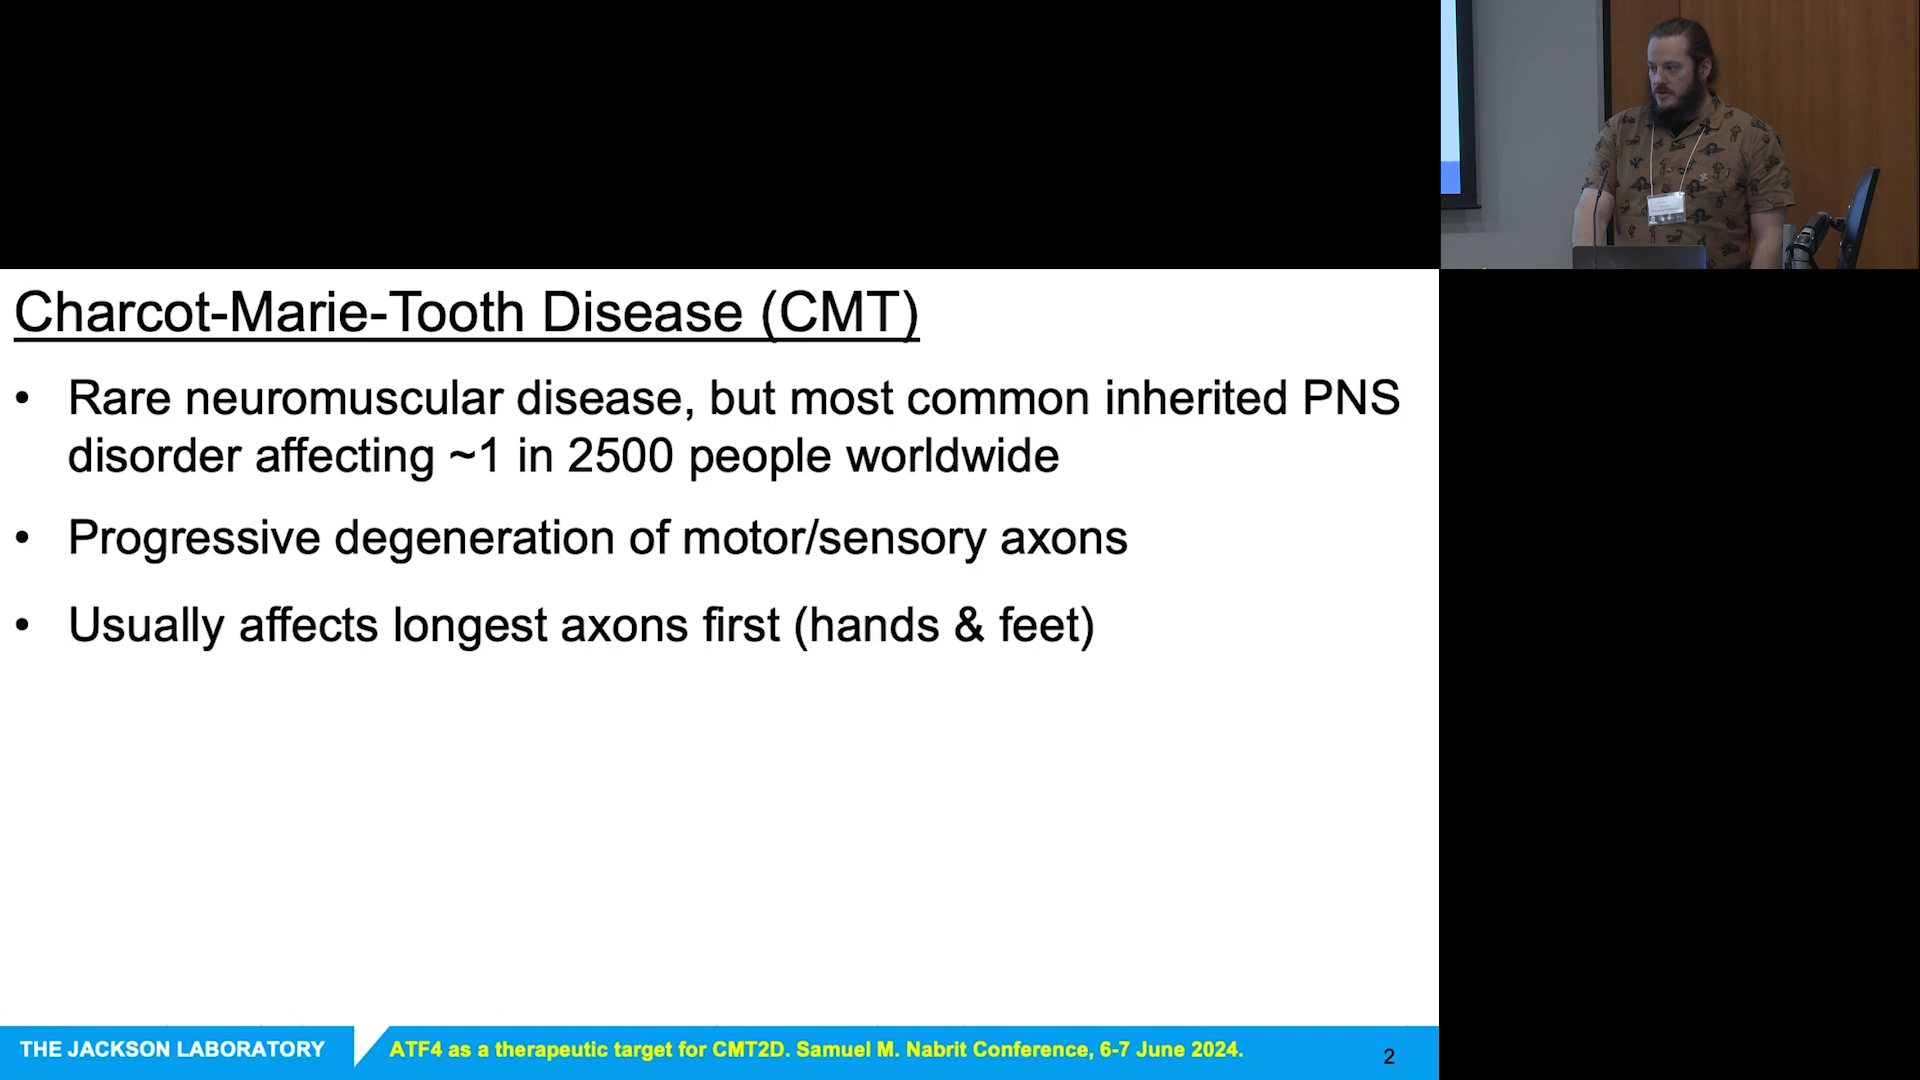 Charcot-Marie-Tooth Disease (CMT)
• Rare neuromuscular disease, but most common inherited PNS
disorder affecting ~1 in 2500 people worldwide
• Progressive degeneration of motor/sensory axons
• Usually affects longest axons first (hands & feet)
THE JACKSON LABORATORY
ATF4 as a therapeutic target for CMT2D. Samuel M. Nabrit Conference, 6-7 June 2024.
2